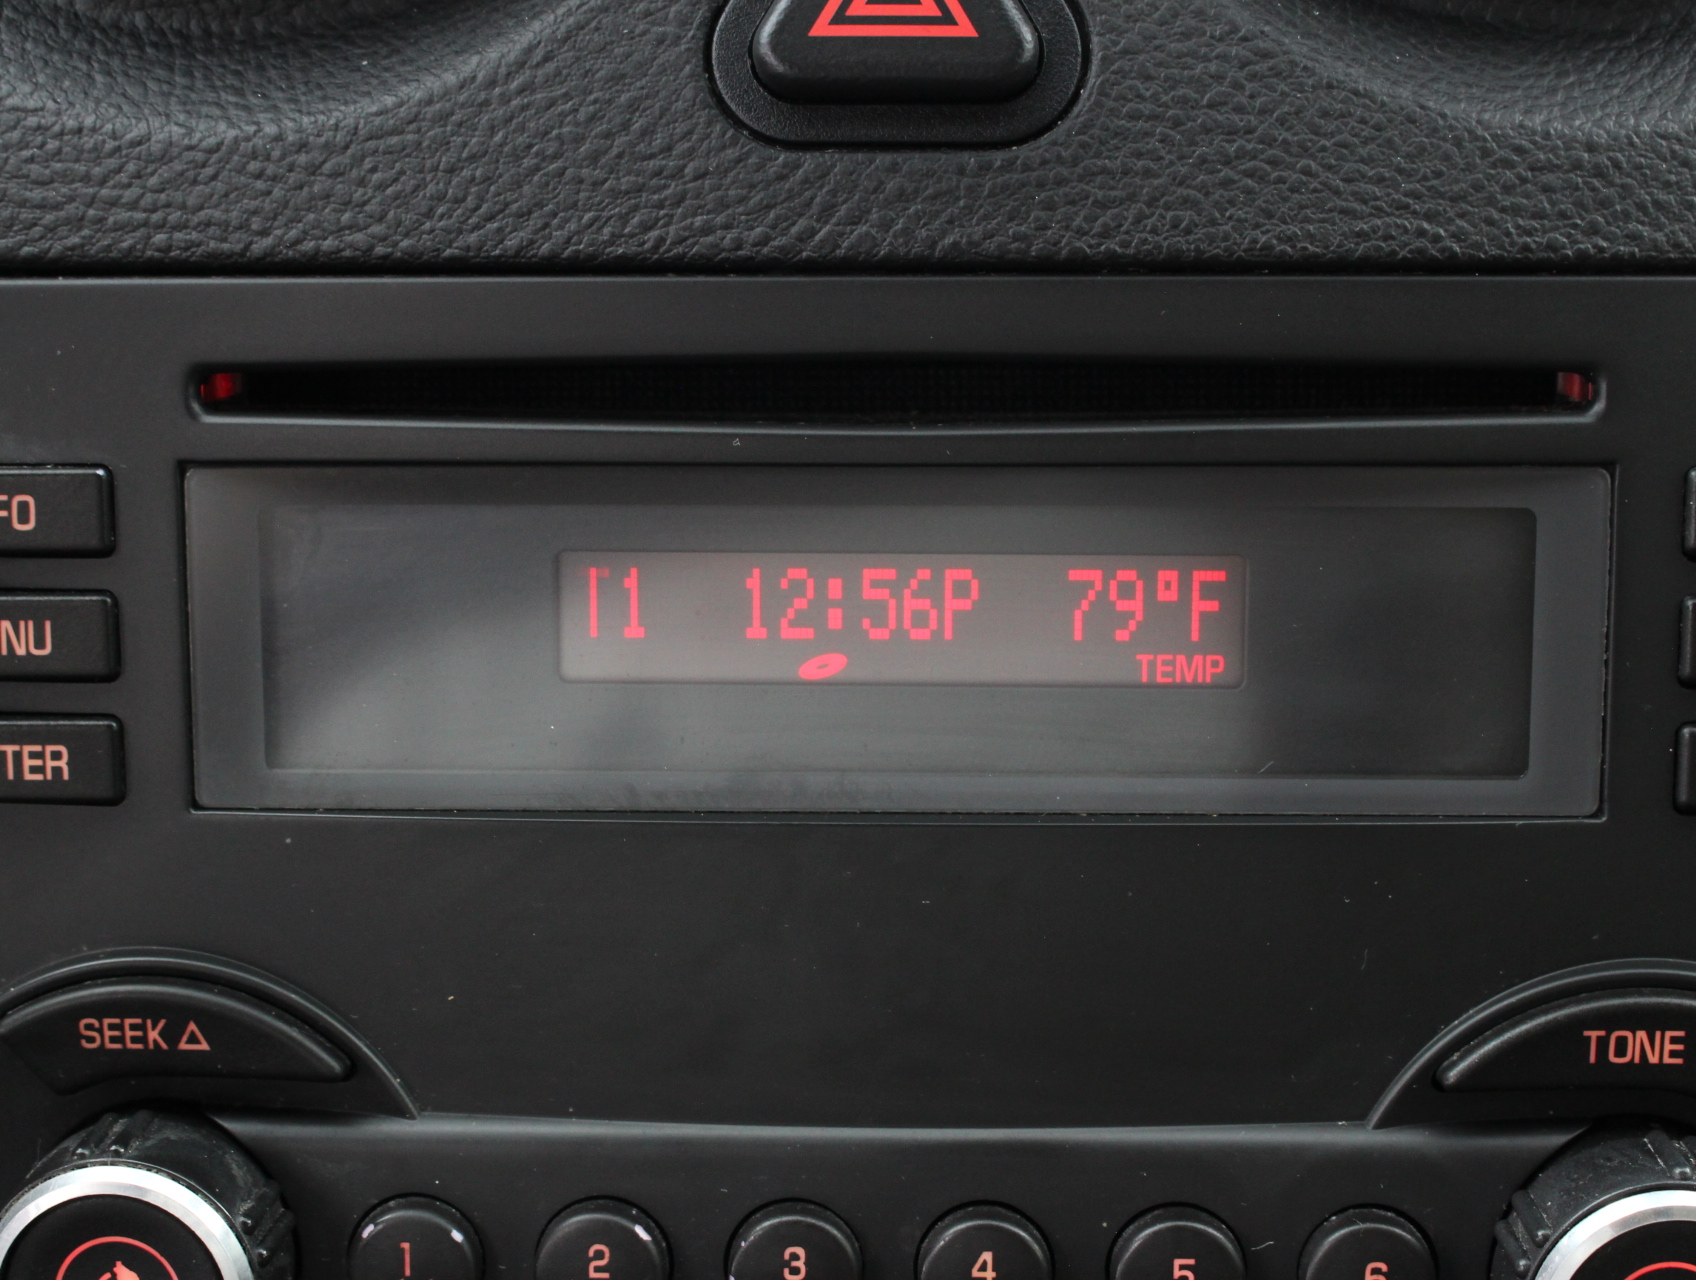 FO
NU
TER
T1 12:56P 79°F
TEMP
SEEK △
TONE
1 2 3 4 5 6